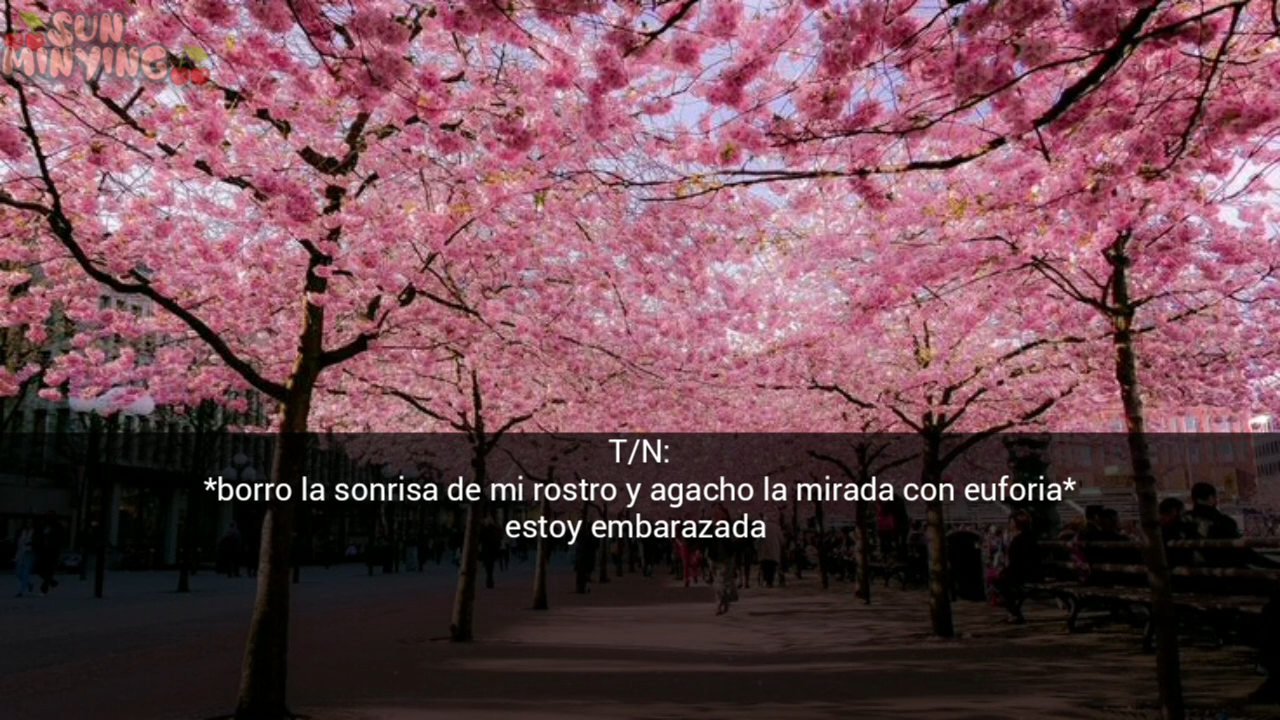 SUN
MINYING
T/N:
*borro la sonrisa de mi rostro y agacho la mirada con euforia*
estoy embarazada